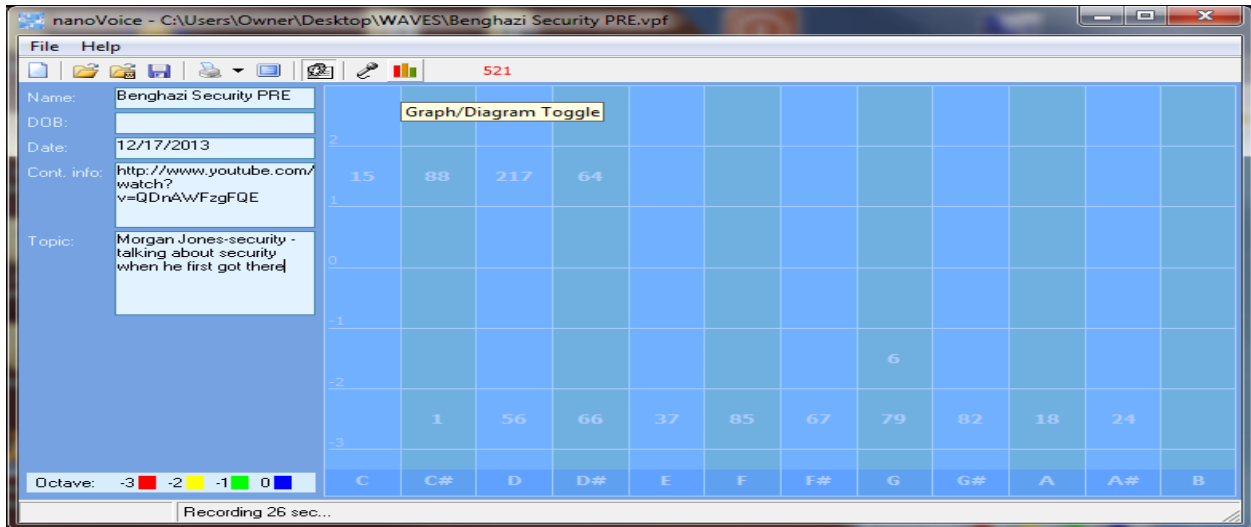 nanoVoice - C:\Users\Owner\Desktop\WAVES\Benghazi Security PRE.vpf
File Help
521
Graph/Diagram Toggle
Name: Benghazi Security PRE
DOB:
Date: 12/17/2013
Cont. info: http://www.youtube.com/
watch?
v=QDnAWFzgFQE
Topic: Morgan Jones-security -
talking about security
when he first got there
2
15 88 217 64
1
0
-1
6
-2
1 56 66 37 85 67 79 82 18 24
-3
Octave: -3 -2 -1 0
C C# D D# E F F# G G# A A# B
Recording 26 sec...